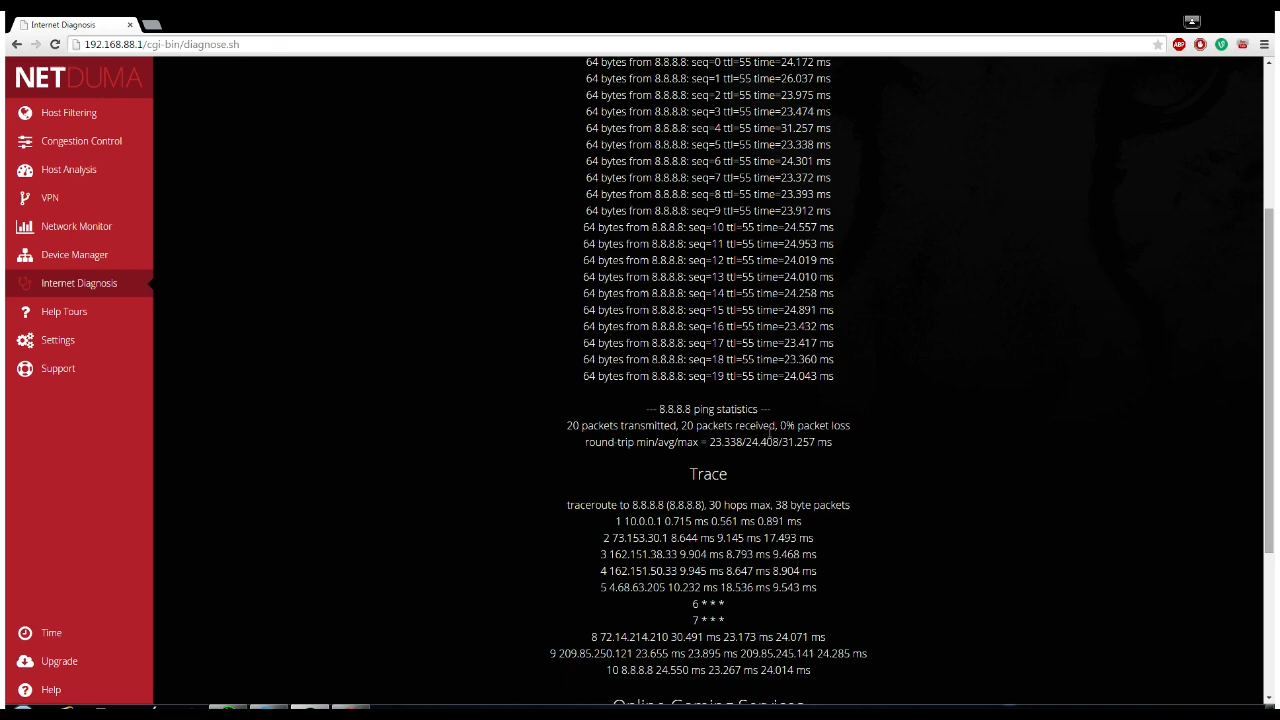 Internet Diagnosis
192.168.88.1/cgi-bin/diagnose.sh
ABP
NETDUMA
Host Filtering
Congestion Control
Host Analysis
VPN
Network Monitor
Device Manager
Internet Diagnosis
Help Tours
Settings
Support
Time
Upgrade
Help
64 bytes from 8.8.8.8: seq=0 ttl=55 time=24.172 ms
64 bytes from 8.8.8.8: seq=1 ttl=55 time=26.037 ms
64 bytes from 8.8.8.8: seq=2 ttl=55 time=23.975 ms
64 bytes from 8.8.8.8: seq=3 ttl=55 time=23.474 ms
64 bytes from 8.8.8.8: seq=4 ttl=55 time=31.257 ms
64 bytes from 8.8.8.8: seq=5 ttl=55 time=23.338 ms
64 bytes from 8.8.8.8: seq=6 ttl=55 time=24.301 ms
64 bytes from 8.8.8.8: seq=7 ttl=55 time=23.372 ms
64 bytes from 8.8.8.8: seq=8 ttl=55 time=23.393 ms
64 bytes from 8.8.8.8: seq=9 ttl=55 time=23.912 ms
64 bytes from 8.8.8.8: seq=10 ttl=55 time=24.557 ms
64 bytes from 8.8.8.8: seq=11 ttl=55 time=24.953 ms
64 bytes from 8.8.8.8: seq=12 ttl=55 time=24.019 ms
64 bytes from 8.8.8.8: seq=13 ttl=55 time=24.010 ms
64 bytes from 8.8.8.8: seq=14 ttl=55 time=24.258 ms
64 bytes from 8.8.8.8: seq=15 ttl=55 time=24.891 ms
64 bytes from 8.8.8.8: seq=16 ttl=55 time=23.432 ms
64 bytes from 8.8.8.8: seq=17 ttl=55 time=23.417 ms
64 bytes from 8.8.8.8: seq=18 ttl=55 time=23.360 ms
64 bytes from 8.8.8.8: seq=19 ttl=55 time=24.043 ms
--- 8.8.8.8 ping statistics ---
20 packets transmitted, 20 packets received, 0% packet loss
round-trip min/avg/max = 23.338/24.408/31.257 ms
Trace
traceroute to 8.8.8.8 (8.8.8.8), 30 hops max, 38 byte packets
1 10.0.0.1 0.715 ms 0.561 ms 0.891 ms
2 73.153.30.1 8.644 ms 9.145 ms 17.493 ms
3 162.151.38.33 9.904 ms 8.793 ms 9.468 ms
4 162.151.50.33 9.945 ms 8.647 ms 8.904 ms
5 4.68.63.205 10.232 ms 18.536 ms 9.543 ms
6 * * *
7 * * *
8 72.14.214.210 30.491 ms 23.173 ms 24.071 ms
9 209.85.250.121 23.655 ms 23.895 ms 209.85.245.141 24.285 ms
10 8.8.8.8 24.550 ms 23.267 ms 24.014 ms
Online Gaming Services